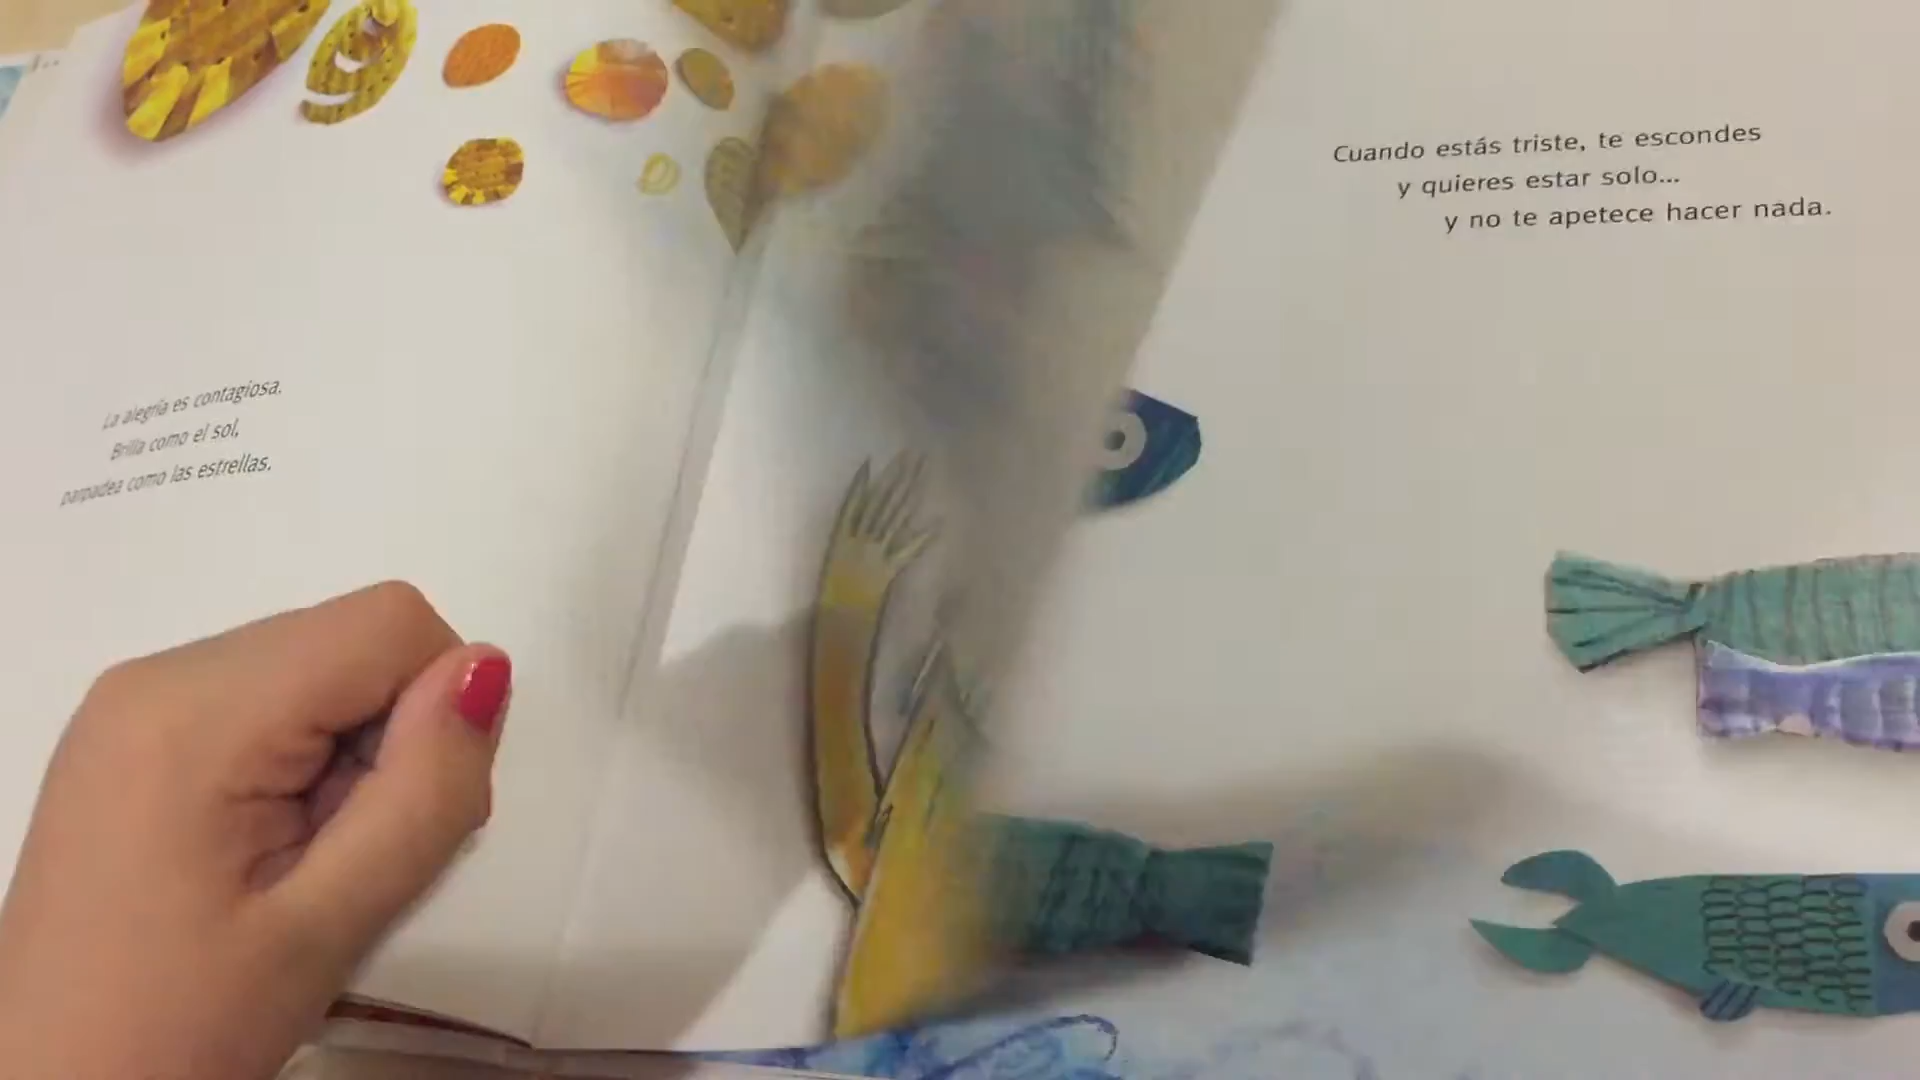 La alegría es contagiosa.
Brilla como el sol,
parpadea como las estrellas.
Cuando estás triste, te escondes
y quieres estar solo...
y no te apetece hacer nada.